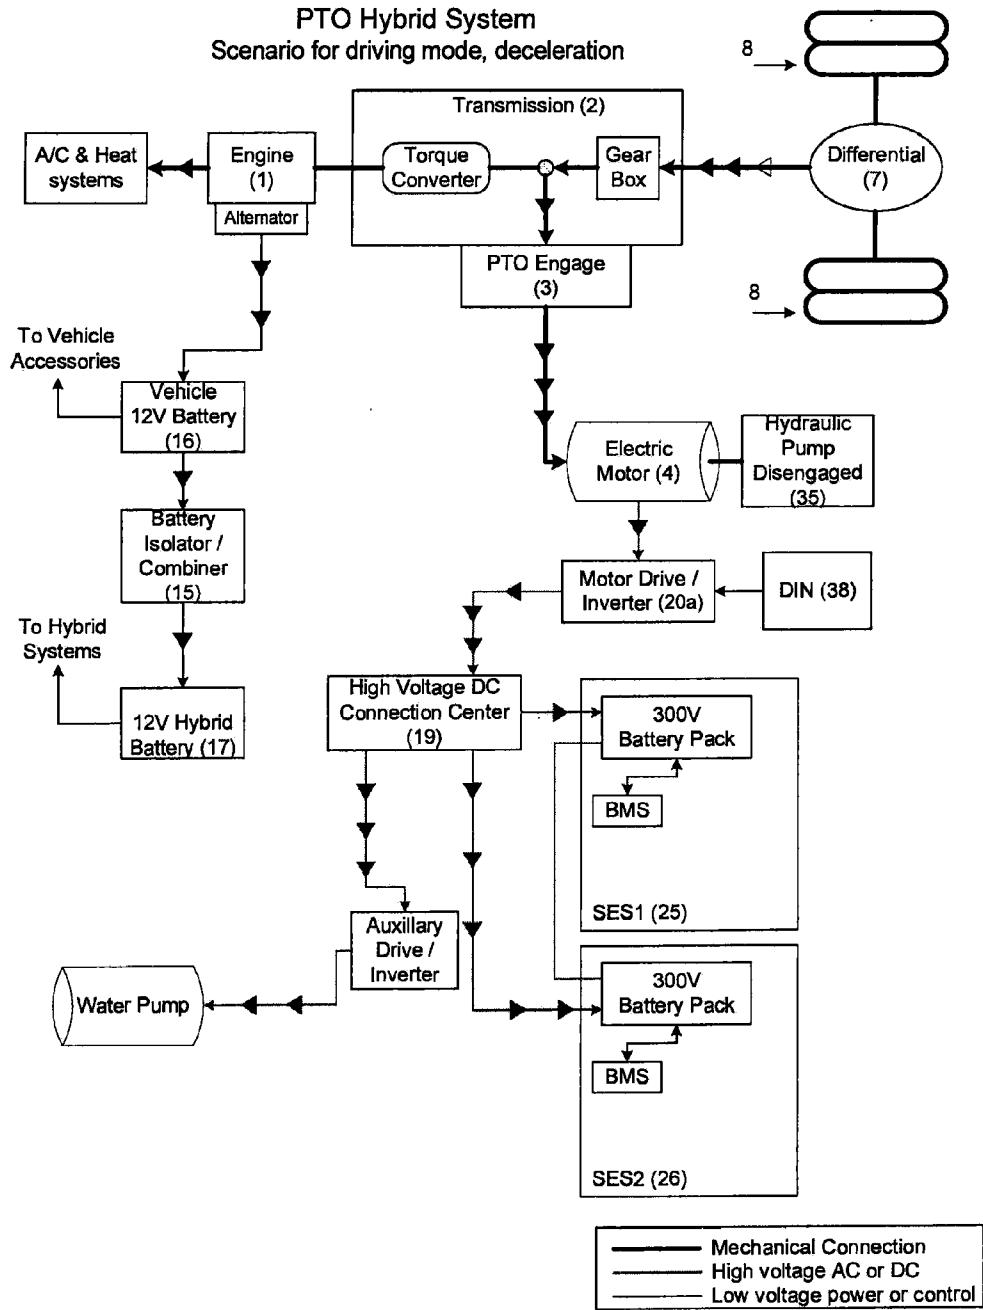 PTO Hybrid System
Scenario for driving mode, deceleration
8
Transmission (2)
A/C & Heat
systems
Engine
(1)
Torque
Converter
Gear
Box
Differential
(7)
Alternator
PTO Engage
(3)
8
To Vehicle
Accessories
Vehicle
12V Battery
(16)
Electric
Motor (4)
Hydraulic
Pump
Disengaged
(35)
Battery
Isolator /
Combiner
(15)
Motor Drive /
Inverter (20a)
DIN (38)
To Hybrid
Systems
12V Hybrid
Battery (17)
High Voltage DC
Connection Center
(19)
300V
Battery Pack
BMS
SES1 (25)
Auxillary
Drive /
Inverter
Water Pump
300V
Battery Pack
BMS
SES2 (26)
Mechanical Connection
High voltage AC or DC
Low voltage power or control